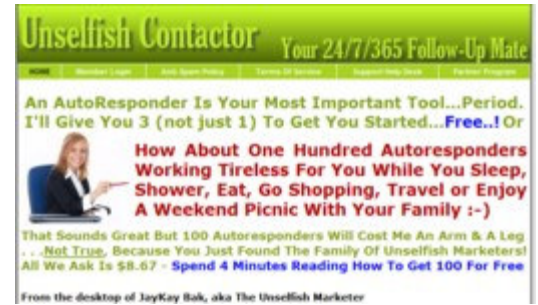 Unselfish Contactor
Your 24/7/365 Follow-Up Mate
HOME Member Login Anti Spam Policy Terms Of Service Support Help Desk Partner Program
An AutoResponder Is Your Most Important Tool...Period.
I'll Give You 3 (not just 1) To Get You Started...Free..! Or
How About One Hundred Autoresponders
Working Tireless For You While You Sleep,
Shower, Eat, Go Shopping, Travel or Enjoy
A Weekend Picnic With Your Family :-)
That Sounds Great But 100 Autoresponders Will Cost Me An Arm & A Leg
. . .Not True, Because You Just Found The Family Of Unselfish Marketers!
All We Ask Is $8.67 - Spend 4 Minutes Reading How To Get 100 For Free
From the desktop of JayKay Bak, aka The Unselfish Marketer